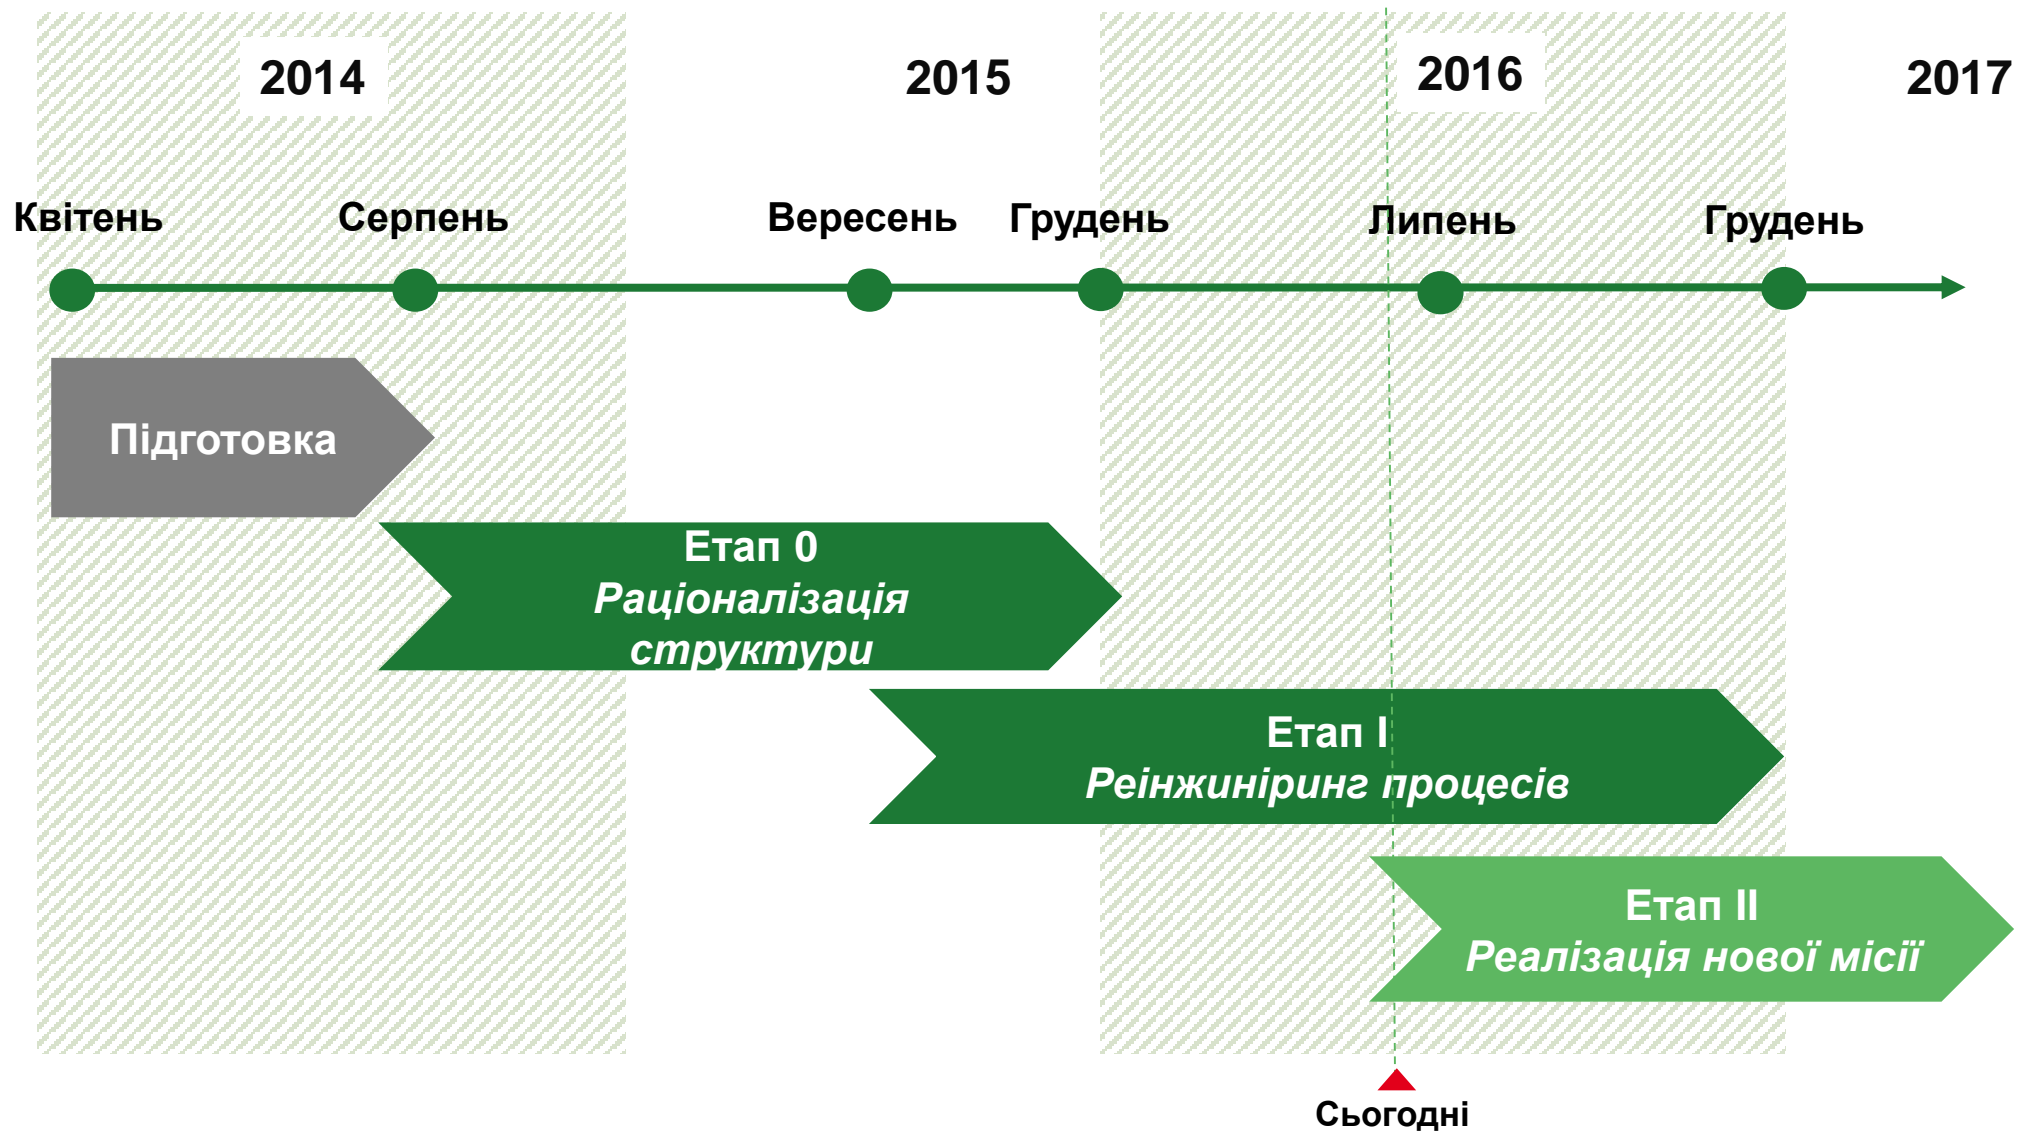 2014
2015
2016
2017
Квітень
Серпень
Вересень
Грудень
Липень
Грудень
Підготовка
Етап 0
Раціоналізація
структури
Етап I
Реінжиніринг процесів
Етап II
Реалізація нової місії
Сьогодні